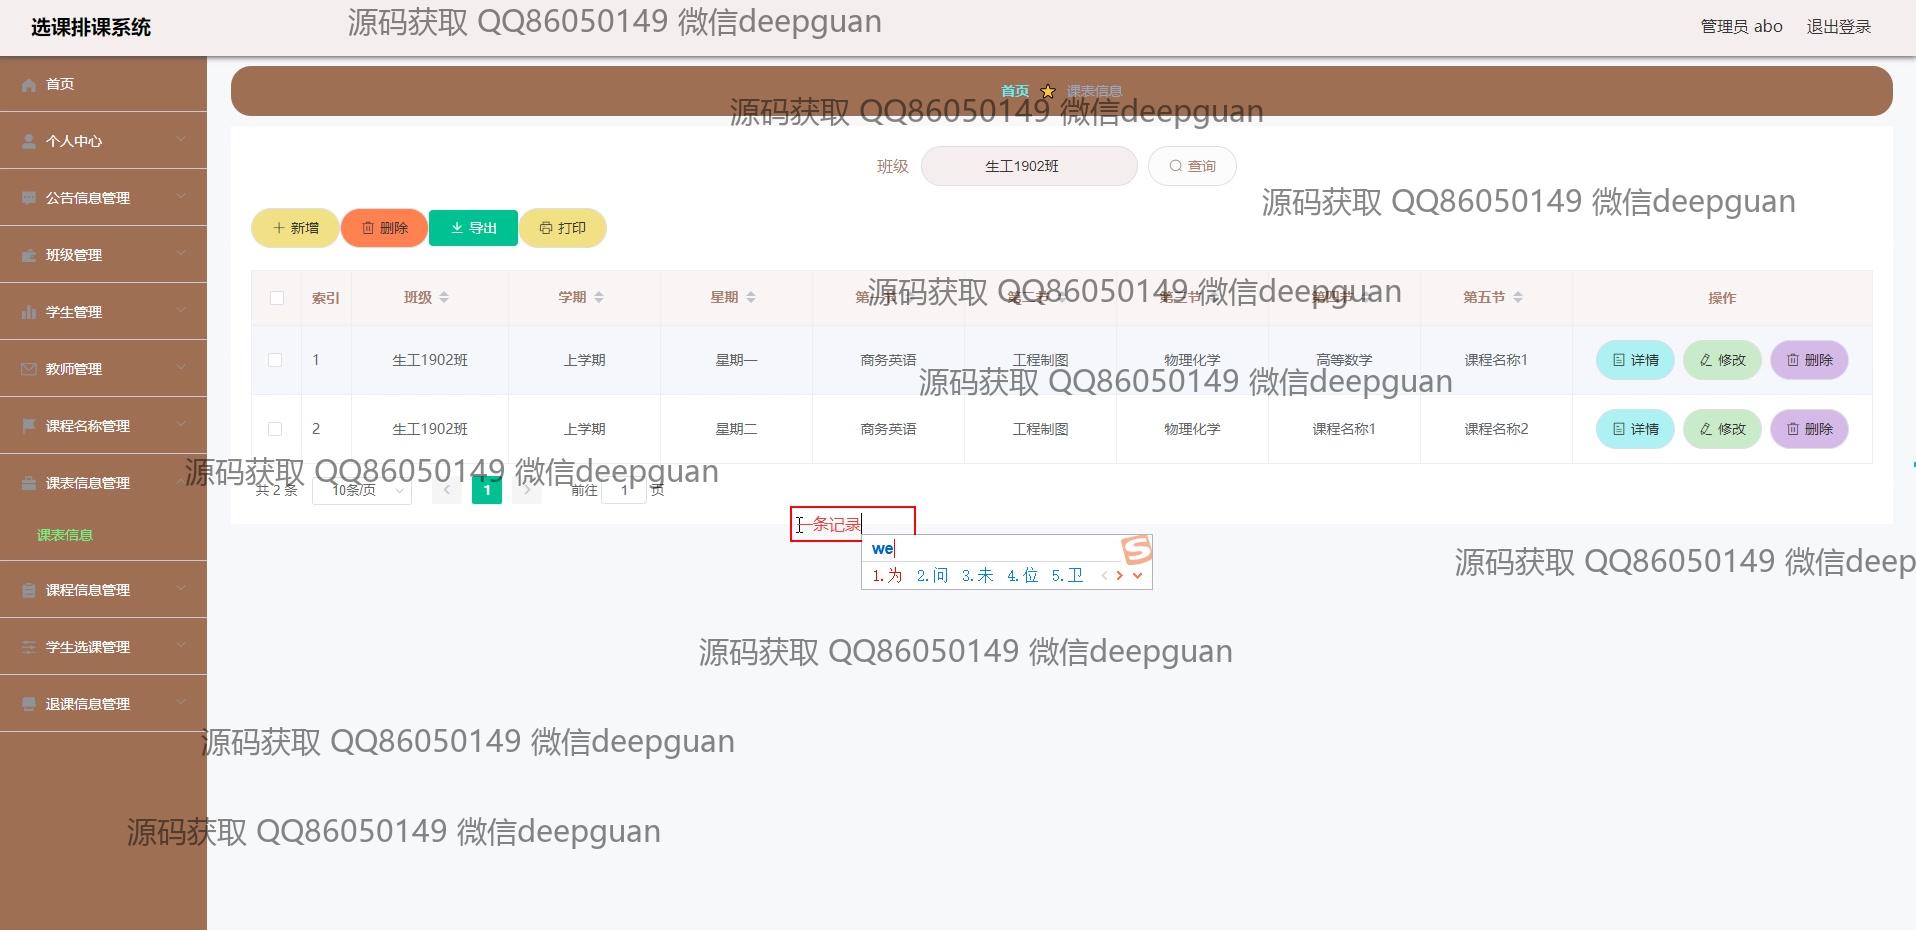 选课排课系统
源码获取 QQ86050149 微信deepguan
管理员 abo
退出登录
首页
个人中心
公告信息管理
班级管理
学生管理
教师管理
课程名称管理
课表信息管理
课表信息
课程信息管理
学生选课管理
退课信息管理
首页 课表信息
源码获取 QQ86050149 微信deepguan
班级 生工1902班 查询
源码获取 QQ86050149 微信deepguan
新增 删除 导出 打印
索引 班级 学期 星期 第一节 第二节 第三节 第四节 第五节 操作
源码获取 QQ86050149 微信deepguan
1 生工1902班 上学期 星期一 商务英语 工程制图 物理化学 高等数学 课程名称1 详情 修改 删除
源码获取 QQ86050149 微信deepguan
2 生工1902班 上学期 星期二 商务英语 工程制图 物理化学 课程名称1 课程名称2 详情 修改 删除
源码获取 QQ86050149 微信deepguan
共 2 条 10条/页 1 前往 1 页
一条记录
we
1.为 2.问 3.未 4.位 5.卫
源码获取 QQ86050149 微信deep
源码获取 QQ86050149 微信deepguan
源码获取 QQ86050149 微信deepguan
源码获取 QQ86050149 微信deepguan